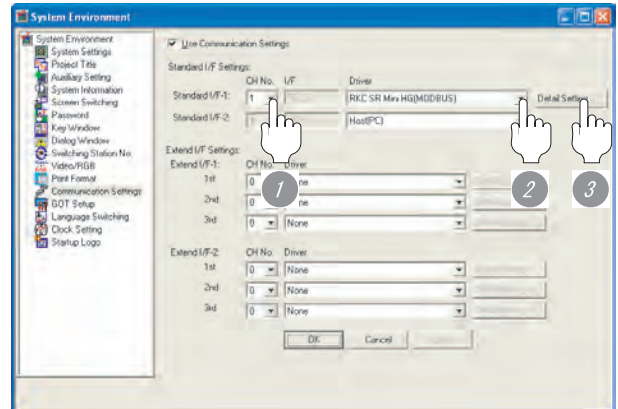 System Environment
System Environment
System Settings
Project Title
Auxiliary Setting
System Information
Screen Switching
Password
Key Window
Dialog Window
Switching Station No.
Video/RGB
Print Format
Communication Settings
GOT Setup
Language Switching
Clock Setting
Startup Logo
Use Communication Settings
Standard I/F Settings:
CH No. I/F Driver
Standard I/F-1: 1 RKC SR Mini HG(MODBUS) Detail Setting...
Standard I/F-2: Host(PC)
Extend I/F Settings:
Extend I/F-1: CH No. Driver
1st 0
2nd 0 None
3rd 0 None
1 2 3
Extend I/F-2: CH No. Driver
1st 0 None
2nd 0 None
3rd 0 None
OK Cancel